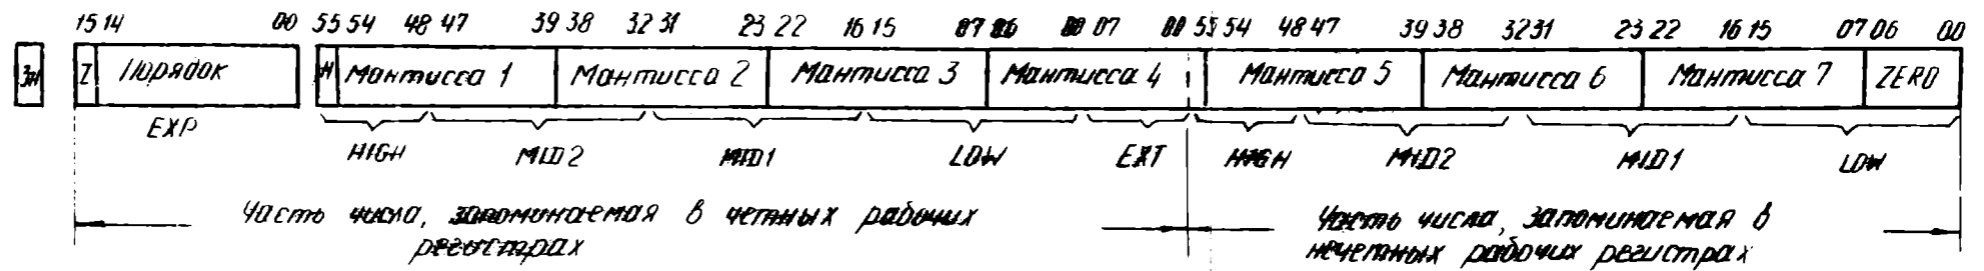 15 14 00 55 54 48 47 39 38 32 31 23 22 16 15 07 06 00 07 00 55 54 48 47 39 38 32 31 23 22 16 15 07 06 00
Зн Z Порядок Н Мантисса 1 Мантисса 2 Мантисса 3 Мантисса 4 Мантисса 5 Мантисса 6 Мантисса 7 ZERO
EXP
HIGH MID2 MID1 LOW EXT HIGH MID2 MID1 LOW
Часть числа, запоминаемая в четных рабочих
регистрах
Часть числа, запоминаемая в
нечетных рабочих регистрах